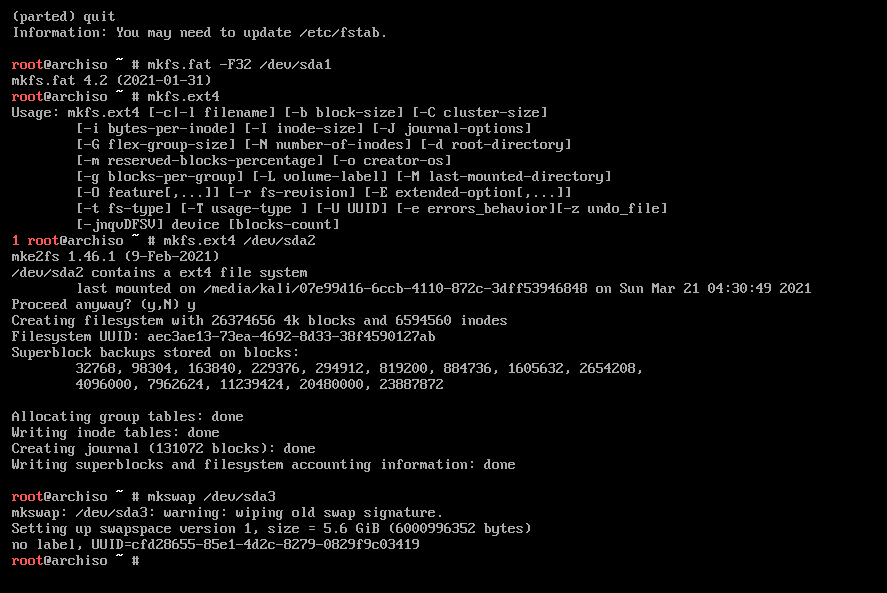 (parted) quit
Information: You may need to update /etc/fstab.
root@archiso ~ # mkfs.fat -F32 /dev/sda1
mkfs.fat 4.2 (2021-01-31)
root@archiso ~ # mkfs.ext4
Usage: mkfs.ext4 [-c|-l filename] [-b block-size] [-C cluster-size]
[-i bytes-per-inode] [-I inode-size] [-J journal-options]
[-G flex-group-size] [-N number-of-inodes] [-d root-directory]
[-m reserved-blocks-percentage] [-o creator-os]
[-g blocks-per-group] [-L volume-label] [-M last-mounted-directory]
[-O feature[,...]] [-r fs-revision] [-E extended-option[,...]]
[-t fs-type] [-T usage-type ] [-U UUID] [-e errors_behavior][-z undo_file]
[-jnqvDFSV] device [blocks-count]
1 root@archiso ~ # mkfs.ext4 /dev/sda2
mke2fs 1.46.1 (9-Feb-2021)
/dev/sda2 contains a ext4 file system
last mounted on /media/kali/07e99d16-6ccb-4110-872c-3dff53946848 on Sun Mar 21 04:30:49 2021
Proceed anyway? (y,N) y
Creating filesystem with 26374656 4k blocks and 6594560 inodes
Filesystem UUID: aec3ae13-73ea-4692-8d33-38f4590127ab
Superblock backups stored on blocks:
32768, 98304, 163840, 229376, 294912, 819200, 884736, 1605632, 2654208,
4096000, 7962624, 11239424, 20480000, 23887872
Allocating group tables: done
Writing inode tables: done
Creating journal (131072 blocks): done
Writing superblocks and filesystem accounting information: done
root@archiso ~ # mkswap /dev/sda3
mkswap: /dev/sda3: warning: wiping old swap signature.
Setting up swapspace version 1, size = 5.6 GiB (6000996352 bytes)
no label, UUID=cfd28655-85e1-4d2c-8279-0829f9c03419
root@archiso ~ #